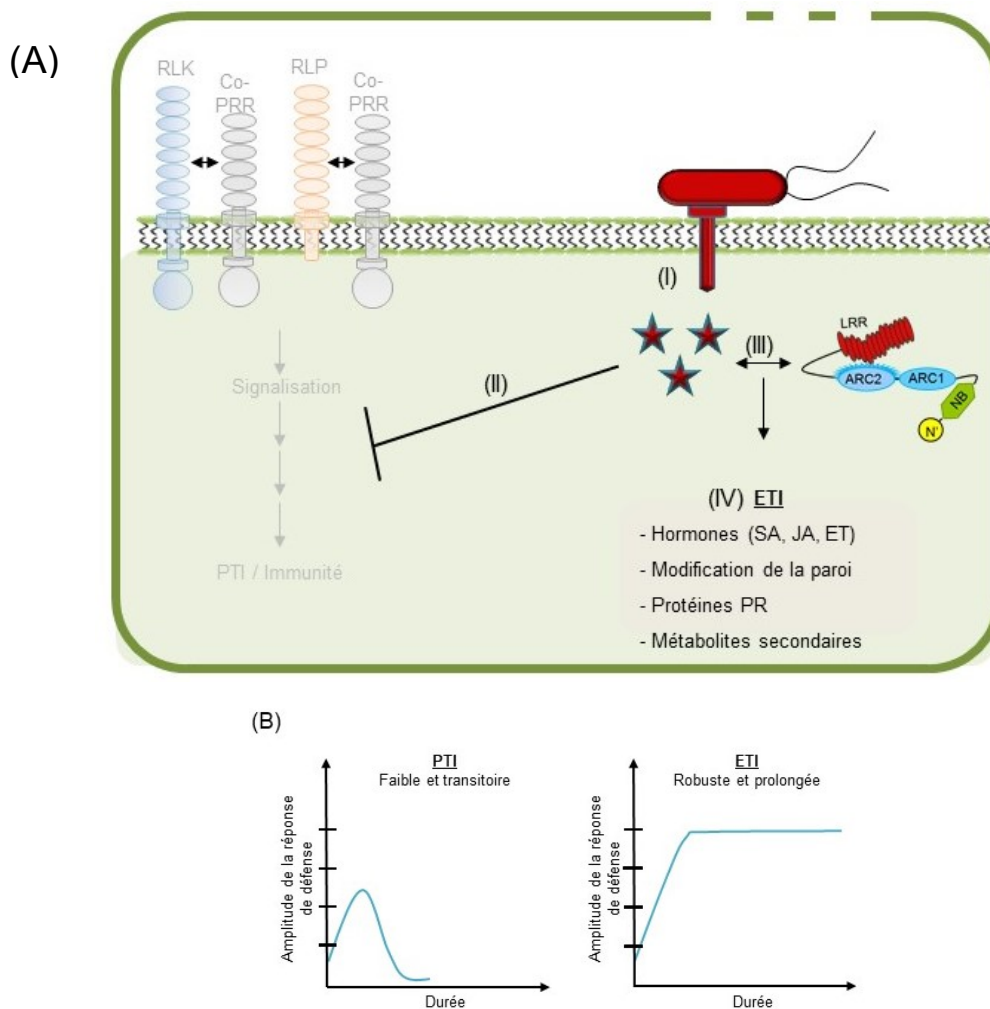 (A)
RLK
Co-
PRR
RLP
Co-
PRR
(I)
LRR
(III)
ARC2
ARC1
NB
N'
Signalisation
(II)
(IV) ETI
- Hormones (SA, JA, ET)
- Modification de la paroi
- Protéines PR
- Métabolites secondaires
PTI / Immunité
(B)
PTI
Faible et transitoire
Amplitude de la réponse
de défense
Durée
ETI
Robuste et prolongée
Amplitude de la réponse
de défense
Durée